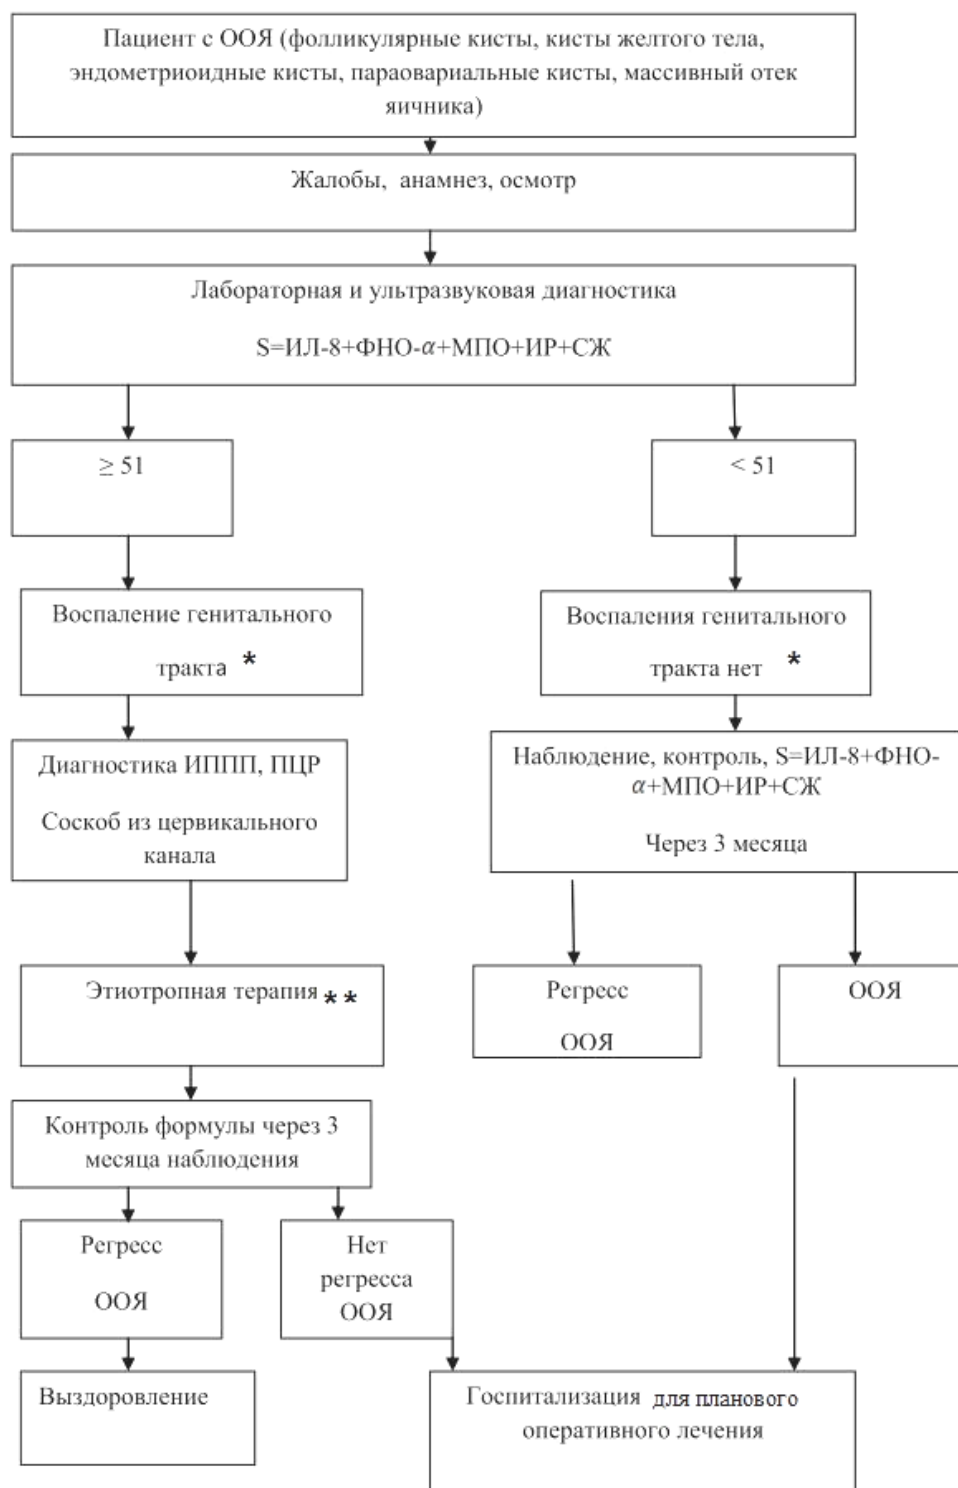 Пациент с ООЯ (фолликулярные кисты, кисты желтого тела,
эндометриоидные кисты, параовариальные кисты, массивный отек
яичника)
Жалобы, анамнез, осмотр
Лабораторная и ультразвуковая диагностика
S=ИЛ-8+ФНО-α+МПО+ИР+СЖ
≥ 51
< 51
Воспаление генитального
тракта *
Воспаления генитального
тракта нет *
Диагностика ИППП, ПЦР
Соскоб из цервикального
канала
Наблюдение, контроль, S=ИЛ-8+ФНО-
α+МПО+ИР+СЖ
Через 3 месяца
Этиотропная терапия **
Регресс
ООЯ
ООЯ
Контроль формулы через 3
месяца наблюдения
Регресс
ООЯ
Нет
регресса
ООЯ
Выздоровление
Госпитализация для планового
оперативного лечения